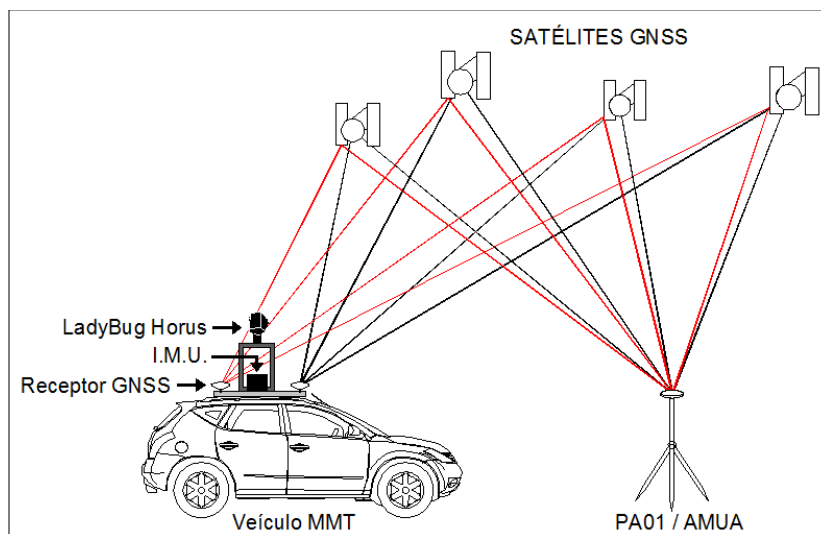 SATÉLITES GNSS
LadyBug Horus
I.M.U.
Receptor GNSS
Veículo MMT
PA01 / AMUA